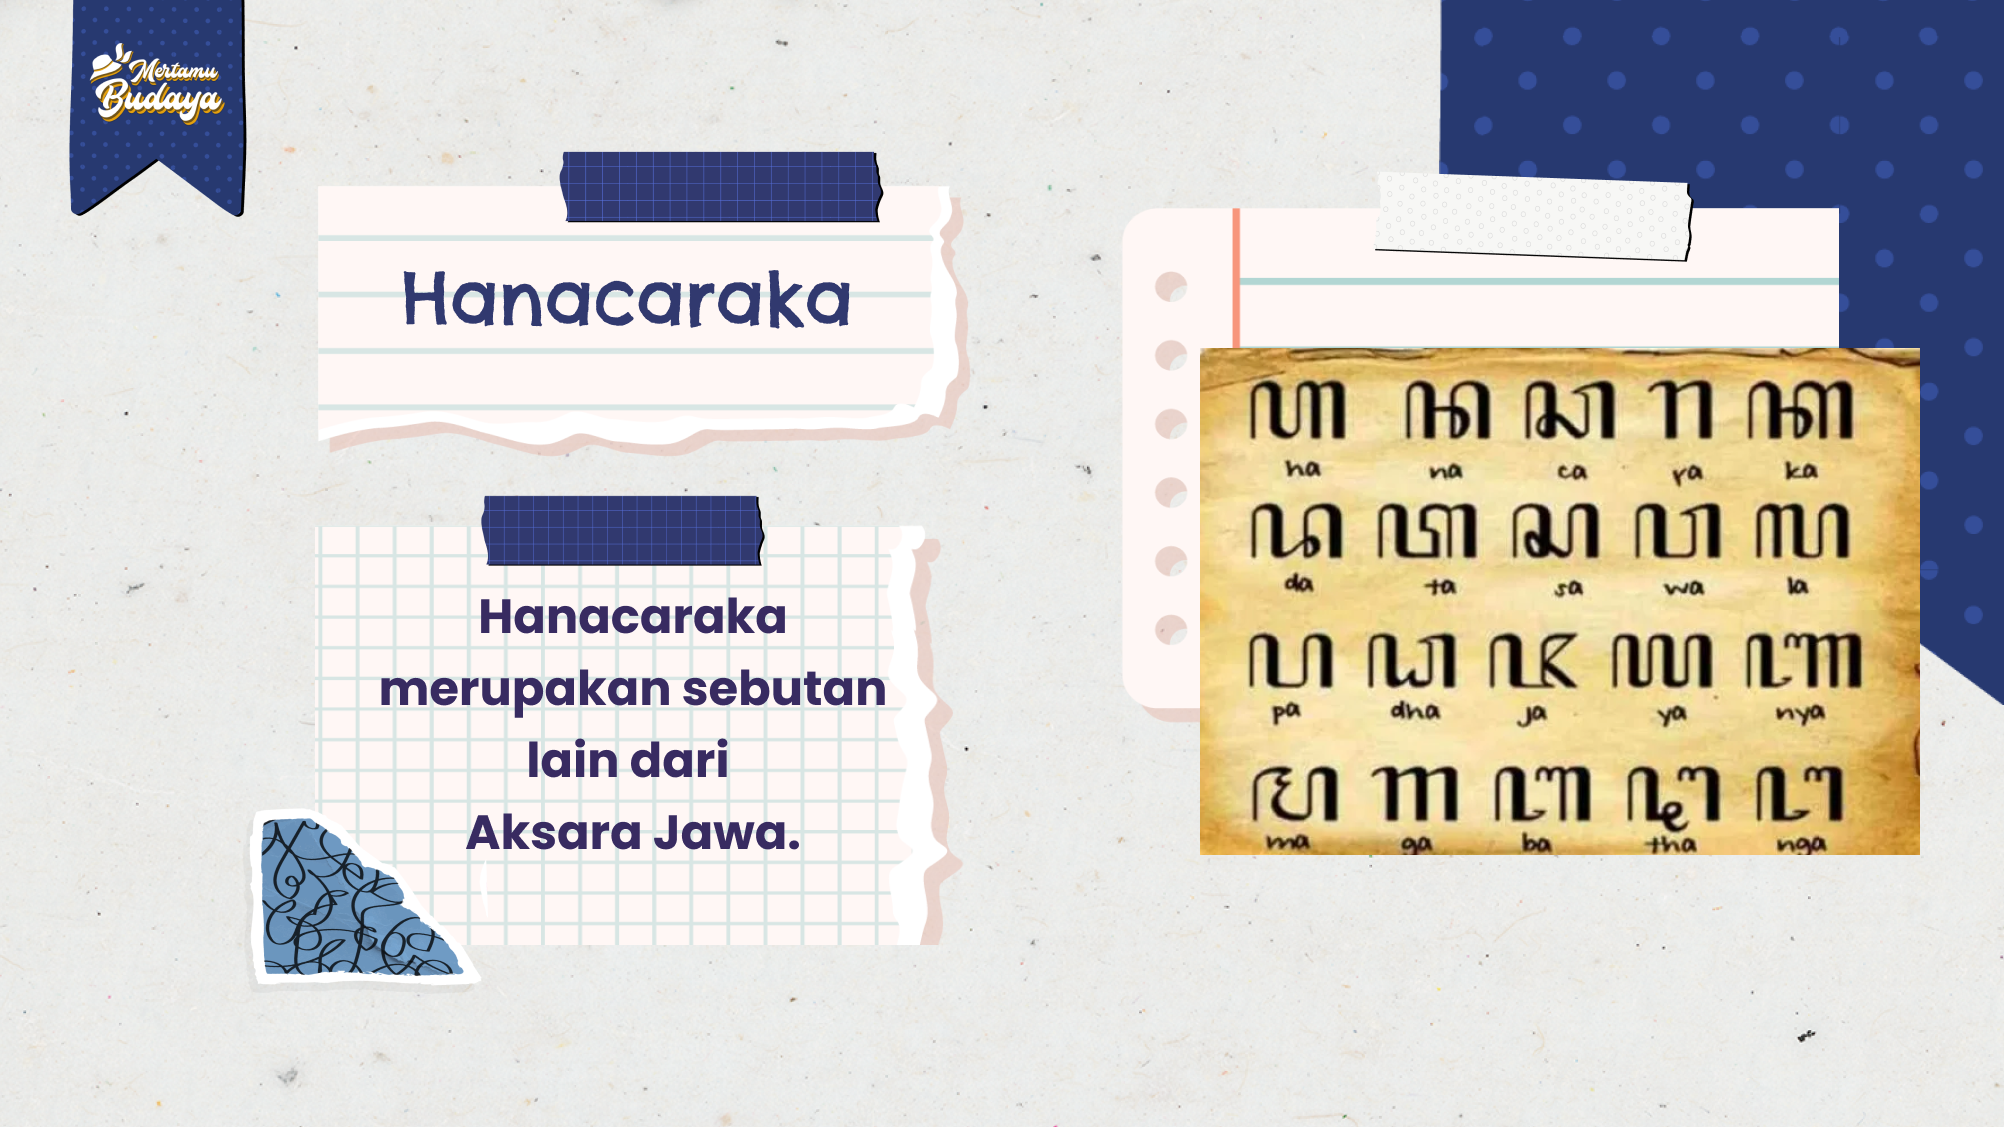 Mertamu
Budaya
Hanacaraka
Hanacaraka
merupakan sebutan
lain dari
Aksara Jawa.
ꦲ ꦤ ꦕ ꦫ ꦏ
ha na ca ra ka
ꦢ ꦠ ꦱ ꦮ ꦭ
da ta sa wa la
ꦥ ꦝ ꦗ ꦪ ꦚ
pa dha ja ya nya
ꦩ ꦒ ꦧ ꦛ ꦔ
ma ga ba tha nga